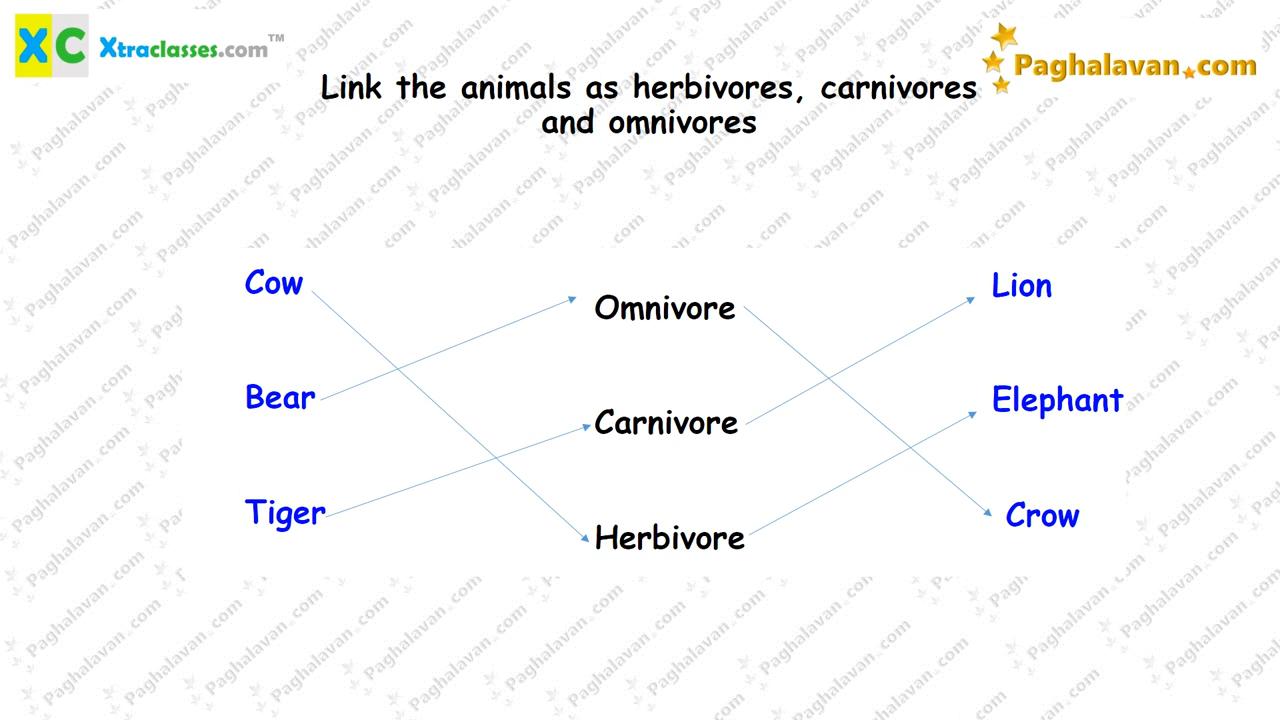 XC Xtraclasses.com™
Paghalavan.com
Link the animals as herbivores, carnivores
and omnivores
Cow
Omnivore
Lion
Bear
Carnivore
Elephant
Tiger
Herbivore
Crow